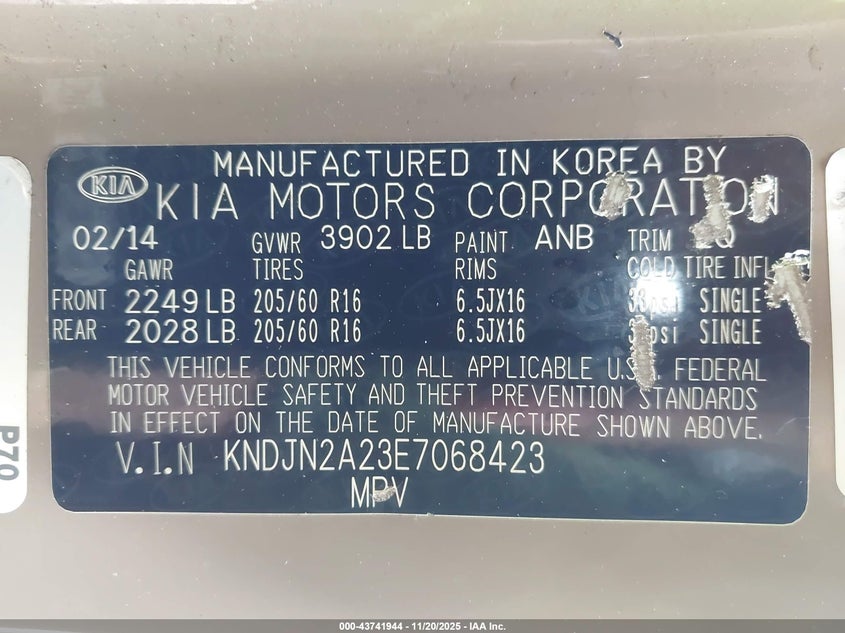 MANUFACTURED IN KOREA BY
KIA KIA MOTORS CORPORATION
02/14 GVWR 3902 LB PAINT ANB TRIM
GAWR TIRES RIMS COLD TIRE INFL
FRONT 2249 LB 205/60 R16 6.5JX16 33psi SINGLE
REAR 2028 LB 205/60 R16 6.5JX16 psi SINGLE
THIS VEHICLE CONFORMS TO ALL APPLICABLE U.S. FEDERAL
MOTOR VEHICLE SAFETY AND THEFT PREVENTION STANDARDS
IN EFFECT ON THE DATE OF MANUFACTURE SHOWN ABOVE.
V.I.N KNDJN2A23E7068423
MPV
P70
000-43741944 - 11/20/2025 - IAA Inc.